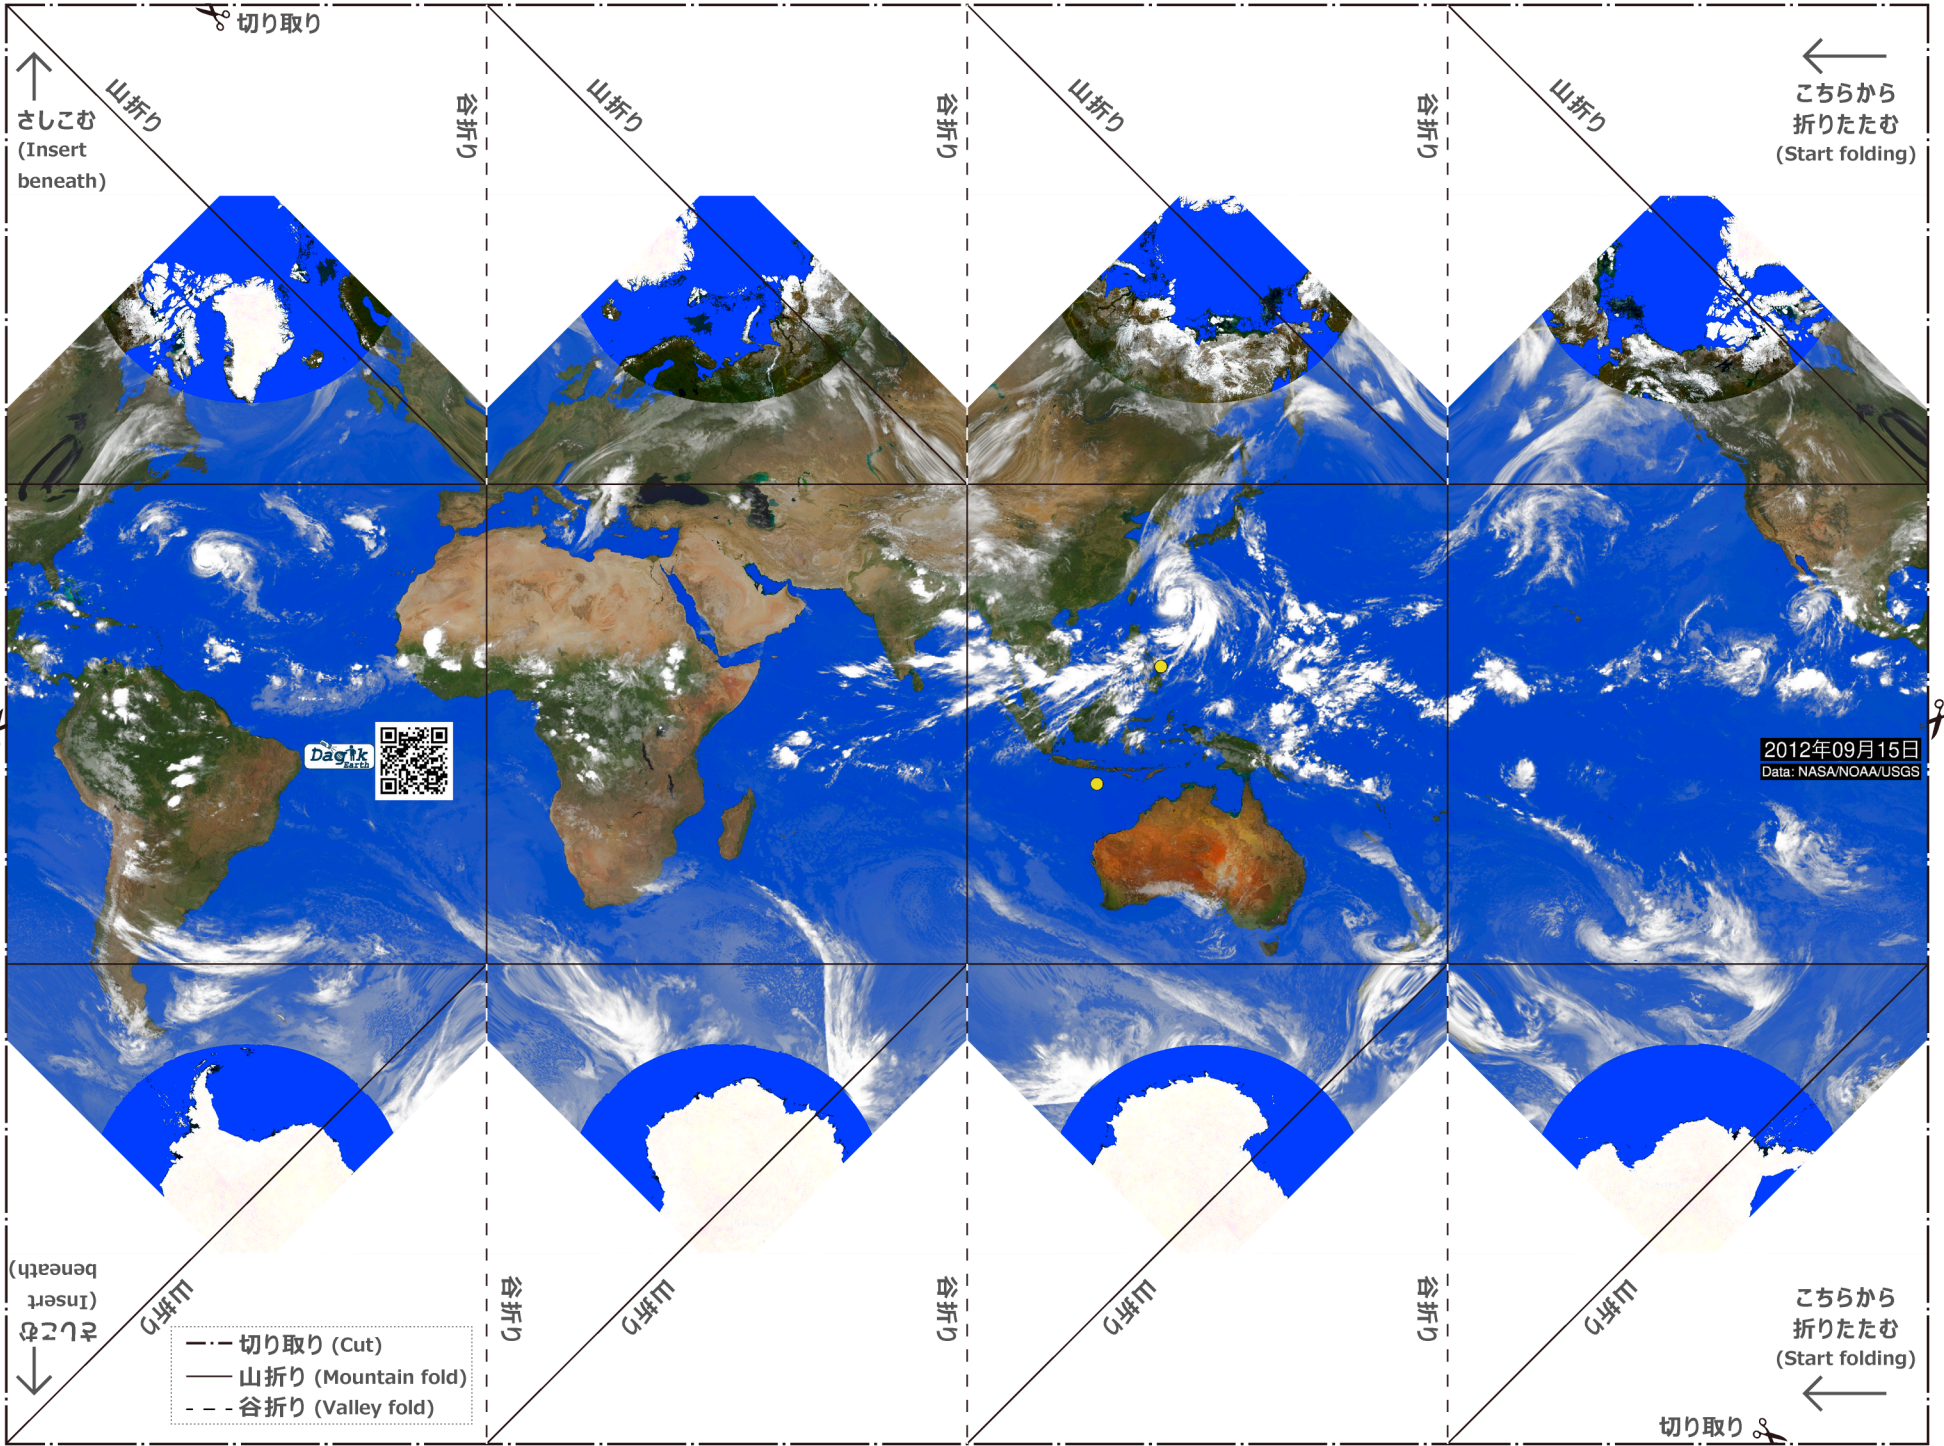 切り取り
さしこむ
(Insert
beneath)
山折り
谷折り
山折り
谷折り
山折り
谷折り
山折り
こちらから
折りたたむ
(Start folding)
Dagik
Earth
2012年09月15日
Data: NASA/NOAA/USGS
さしこむ
(Insert
beneath)
山折り
谷折り
山折り
谷折り
山折り
谷折り
山折り
こちらから
折りたたむ
(Start folding)
切り取り (Cut)
山折り (Mountain fold)
谷折り (Valley fold)
切り取り